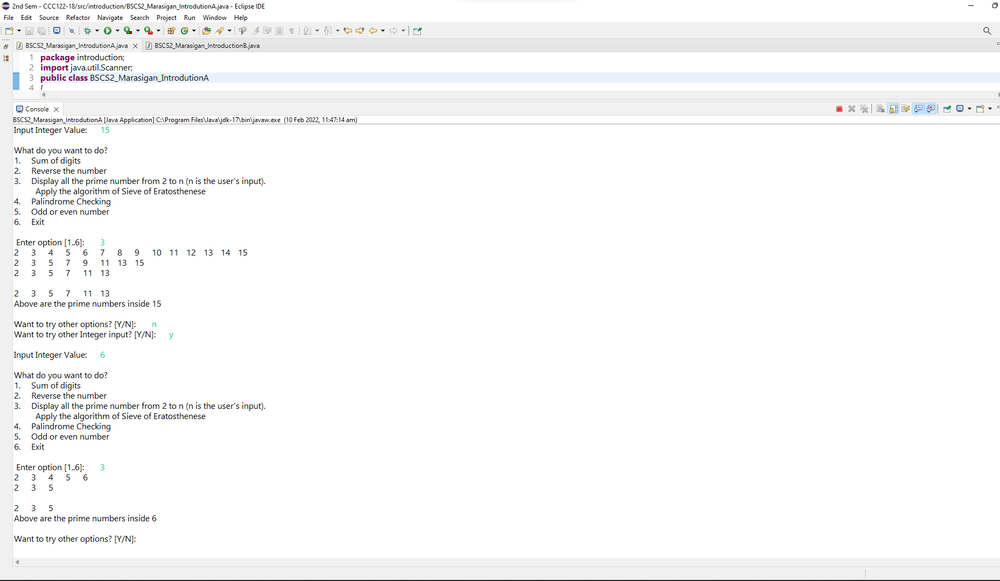 2nd Sem - CCC122-18/src/introduction/BSCS2_Marasigan_IntrodutionA.java - Eclipse IDE
File Edit Source Refactor Navigate Search Project Run Window Help
BSCS2_Marasigan_IntrodutionA.java BSCS2_Marasigan_IntroductionB.java
1 package introduction;
2 import java.util.Scanner;
3 public class BSCS2_Marasigan_IntrodutionA
4 {
Console
BSCS2_Marasigan_IntrodutionA [Java Application] C:\Program Files\Java\jdk-17\bin\javaw.exe (10 Feb 2022, 11:47:14 am)
Input Integer Value: 15
What do you want to do?
1. Sum of digits
2. Reverse the number
3. Display all the prime number from 2 to n (n is the user's input).
Apply the algorithm of Sieve of Eratosthenese
4. Palindrome Checking
5. Odd or even number
6. Exit
Enter option [1..6]: 3
2 3 4 5 6 7 8 9 10 11 12 13 14 15
2 3 5 7 9 11 13 15
2 3 5 7 11 13
2 3 5 7 11 13
Above are the prime numbers inside 15
Want to try other options? [Y/N]: n
Want to try other Integer input? [Y/N]: y
Input Integer Value: 6
What do you want to do?
1. Sum of digits
2. Reverse the number
3. Display all the prime number from 2 to n (n is the user's input).
Apply the algorithm of Sieve of Eratosthenese
4. Palindrome Checking
5. Odd or even number
6. Exit
Enter option [1..6]: 3
2 3 4 5 6
2 3 5
2 3 5
Above are the prime numbers inside 6
Want to try other options? [Y/N]: